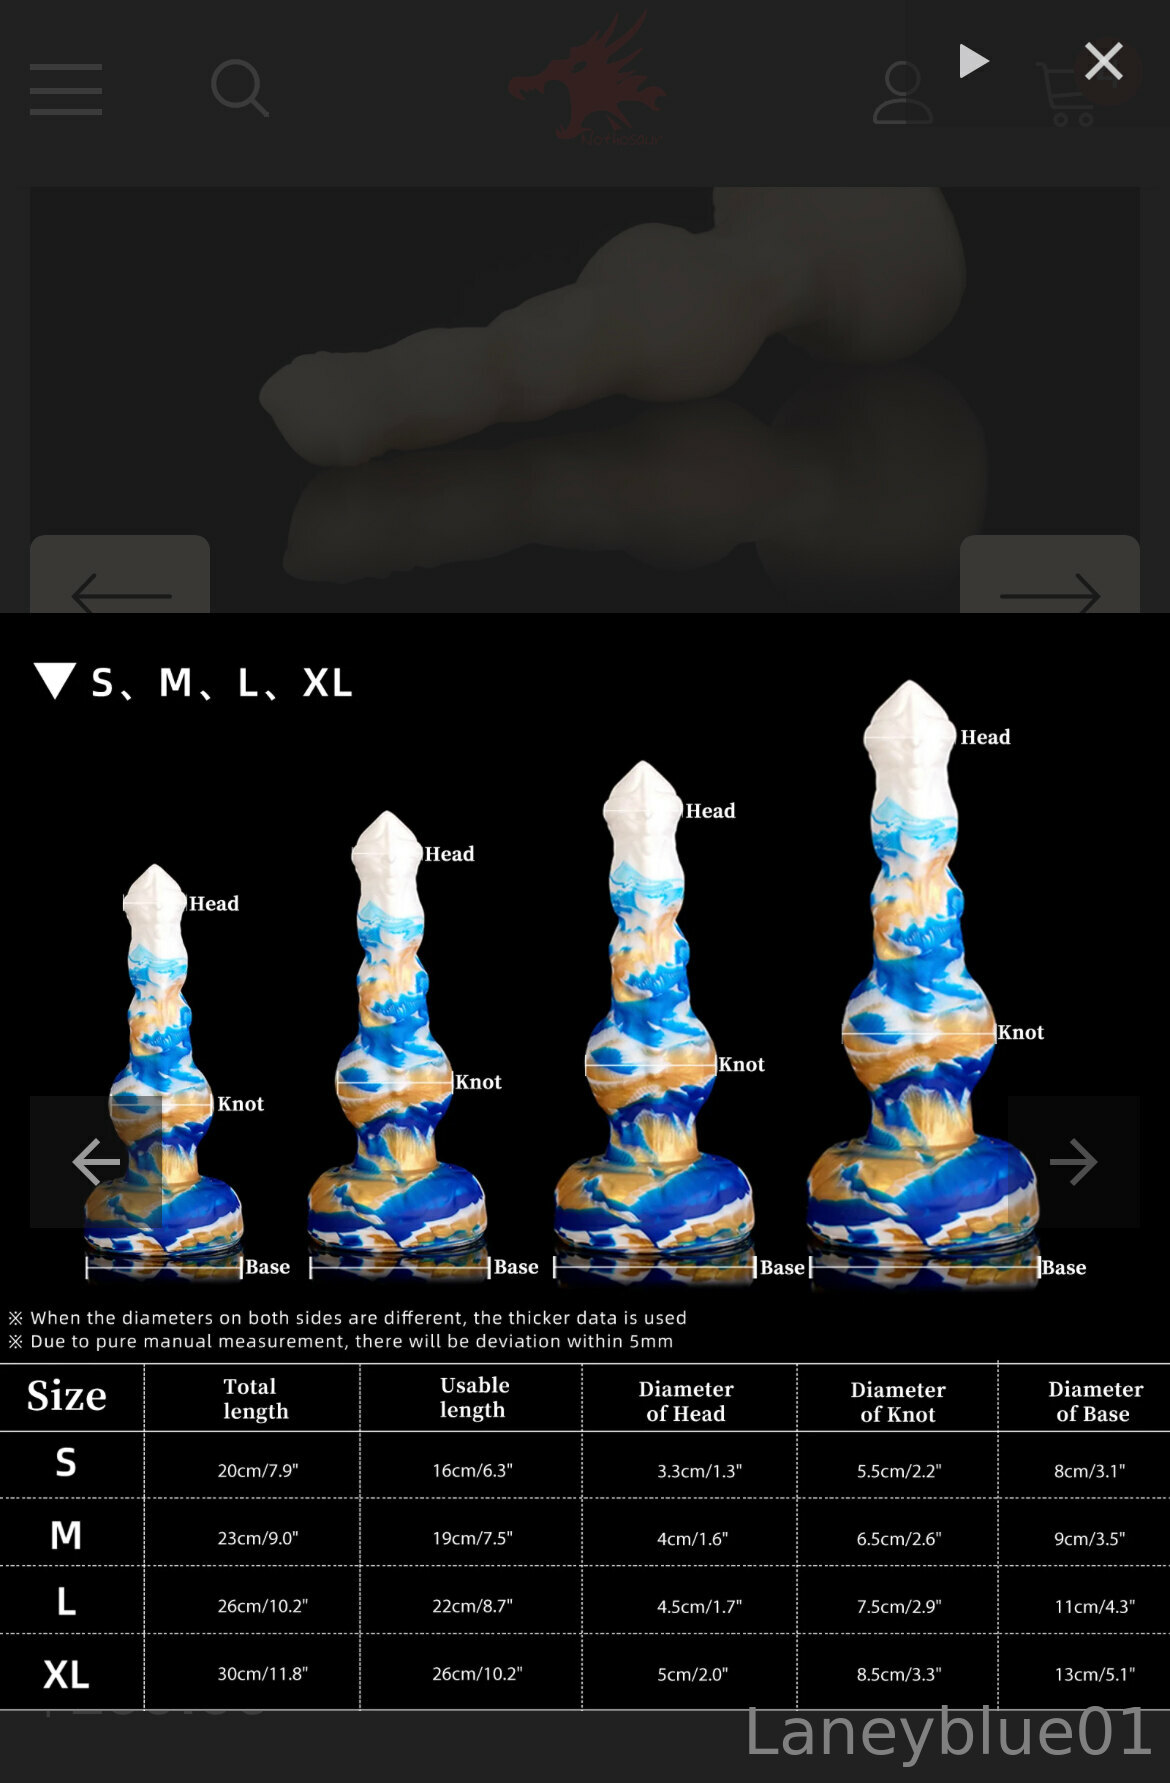 Nothosaur
▼ S、M、L、XL
Head
Head
Head
Head
Knot
Knot
Knot
Knot
Base
Base
Base
Base
※ When the diameters on both sides are different, the thicker data is used
※ Due to pure manual measurement, there will be deviation within 5mm
Size Total length Usable length Diameter of Head Diameter of Knot Diameter of Base
S 20cm/7.9" 16cm/6.3" 3.3cm/1.3" 5.5cm/2.2" 8cm/3.1"
M 23cm/9.0" 19cm/7.5" 4cm/1.6" 6.5cm/2.6" 9cm/3.5"
L 26cm/10.2" 22cm/8.7" 4.5cm/1.7" 7.5cm/2.9" 11cm/4.3"
XL 30cm/11.8" 26cm/10.2" 5cm/2.0" 8.5cm/3.3" 13cm/5.1"
Laneyblue01